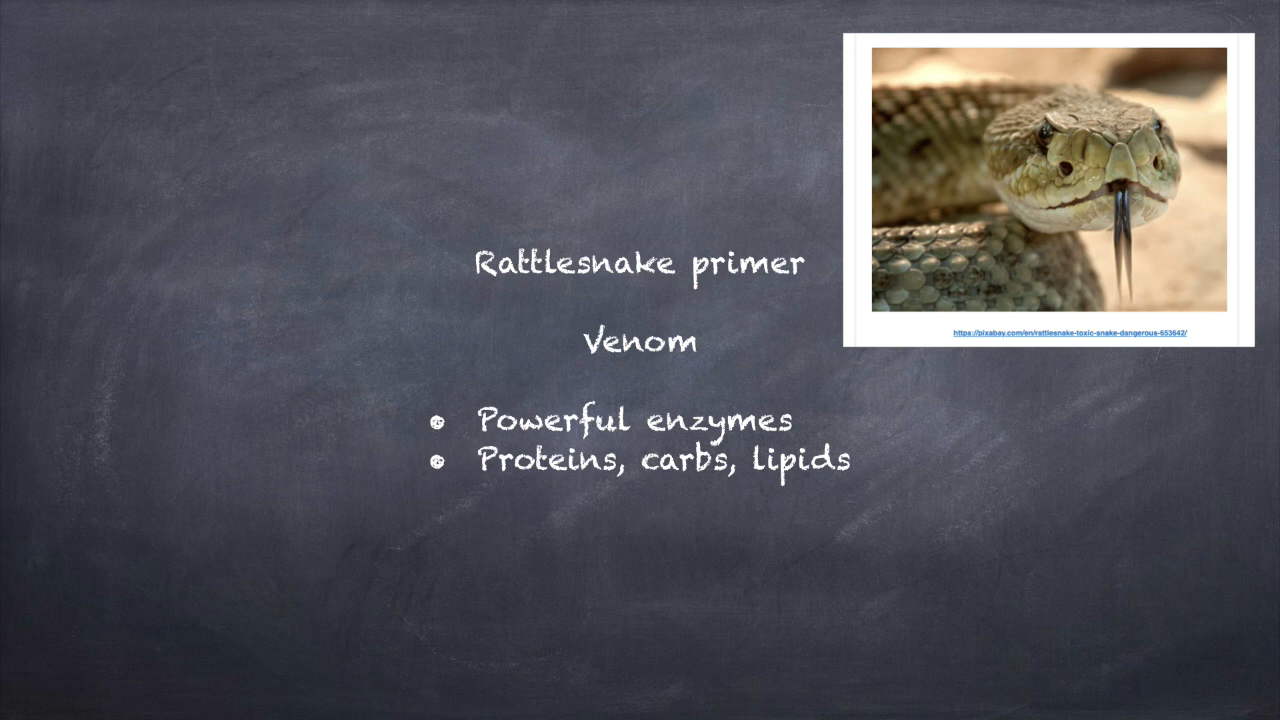 Rattlesnake primer
Venom
• Powerful enzymes
• Proteins, carbs, lipids
https://pixabay.com/en/rattlesnake-toxic-snake-dangerous-653642/